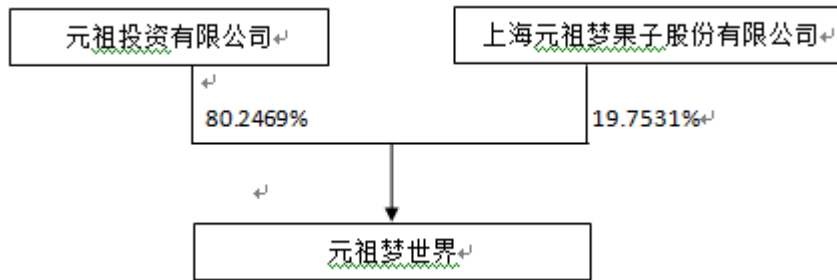 元祖投资有限公司
上海元祖梦果子股份有限公司
80.2469%
19.7531%
元祖梦世界